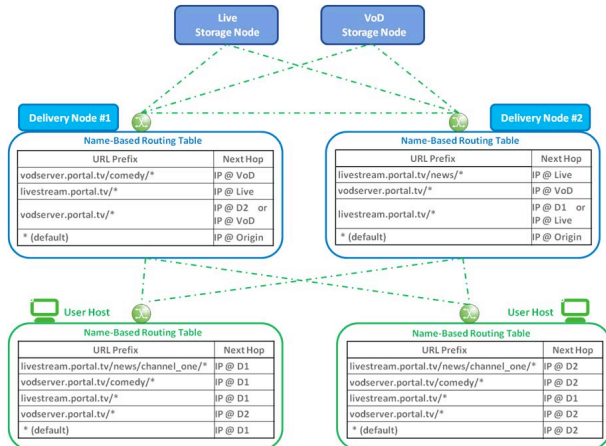 Live
Storage Node
VoD
Storage Node
Delivery Node #1
Delivery Node #2
Name-Based Routing Table
URL Prefix Next Hop
vodserver.portal.tv/comedy/* IP @ VoD
livestream.portal.tv/* IP @ Live
vodserver.portal.tv/* IP @ D2 or
IP @ VoD
* (default) IP @ Origin
Name-Based Routing Table
URL Prefix Next Hop
livestream.portal.tv/news/* IP @ Live
vodserver.portal.tv/* IP @ VoD
livestream.portal.tv/* IP @ D1 or
IP @ Live
* (default) IP @ Origin
User Host
User Host
Name-Based Routing Table
URL Prefix Next Hop
livestream.portal.tv/news/channel_one/* IP @ D1
vodserver.portal.tv/comedy/* IP @ D1
livestream.portal.tv/* IP @ D1
vodserver.portal.tv/* IP @ D2
* (default) IP @ D1
Name-Based Routing Table
URL Prefix Next Hop
livestream.portal.tv/news/channel_one/* IP @ D2
vodserver.portal.tv/comedy/* IP @ D2
livestream.portal.tv/* IP @ D1
vodserver.portal.tv/* IP @ D2
* (default) IP @ D2